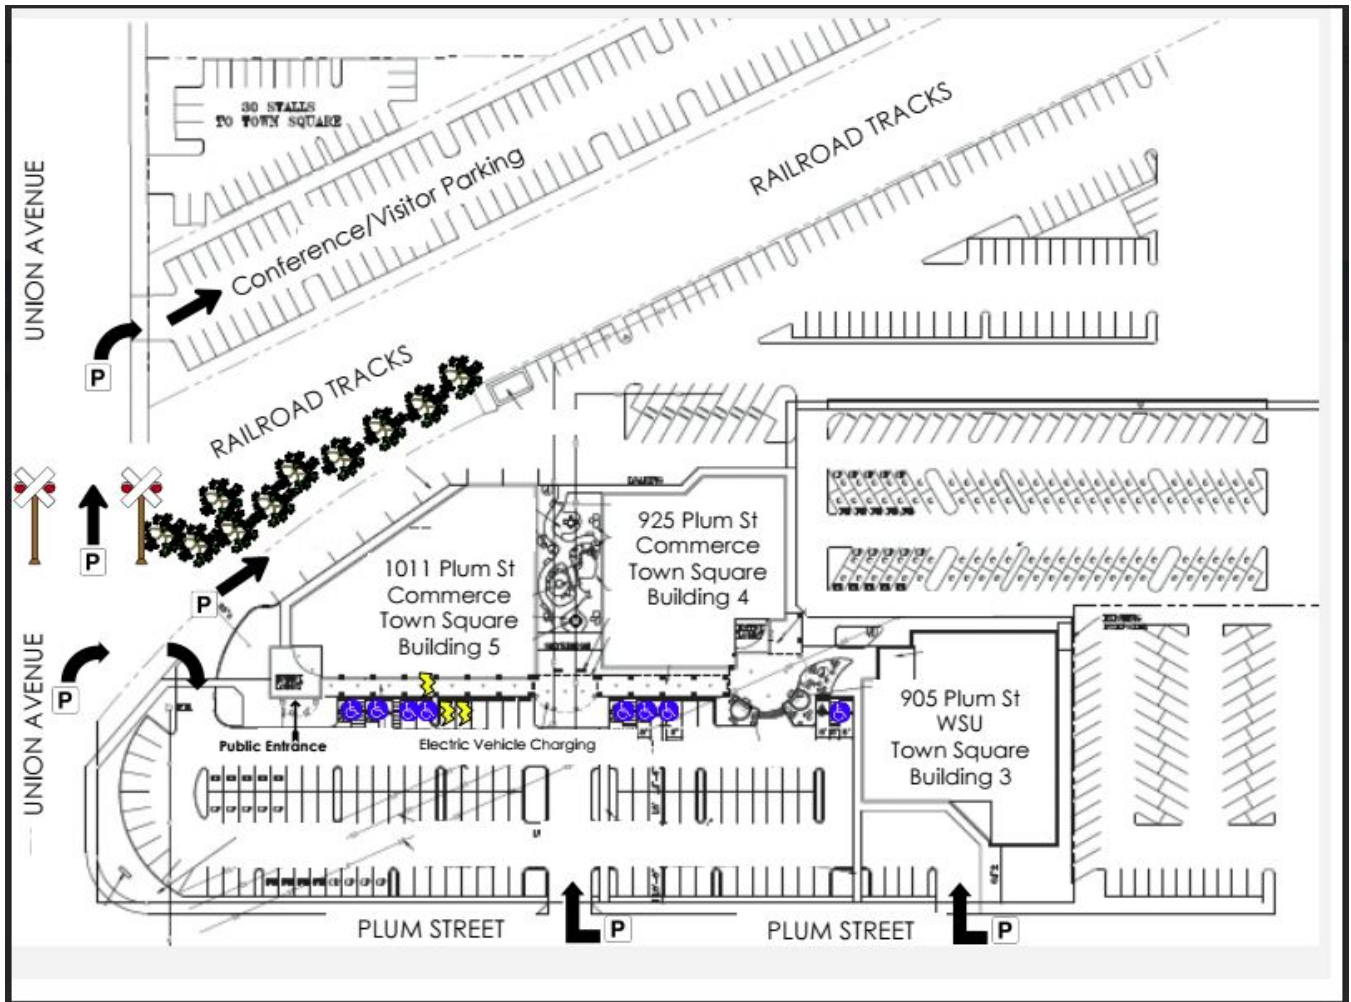 30 STALLS
TO TOWN SQUARE
RAILROAD TRACKS
UNION AVENUE
Conference/Visitor Parking
P
RAILROAD TRACKS
P
P
925 Plum St
Commerce
Town Square
Building 4
1011 Plum St
Commerce
Town Square
Building 5
UNION AVENUE
P
905 Plum St
WSU
Town Square
Building 3
Public Entrance
Electric Vehicle Charging
PLUM STREET
P
PLUM STREET
P